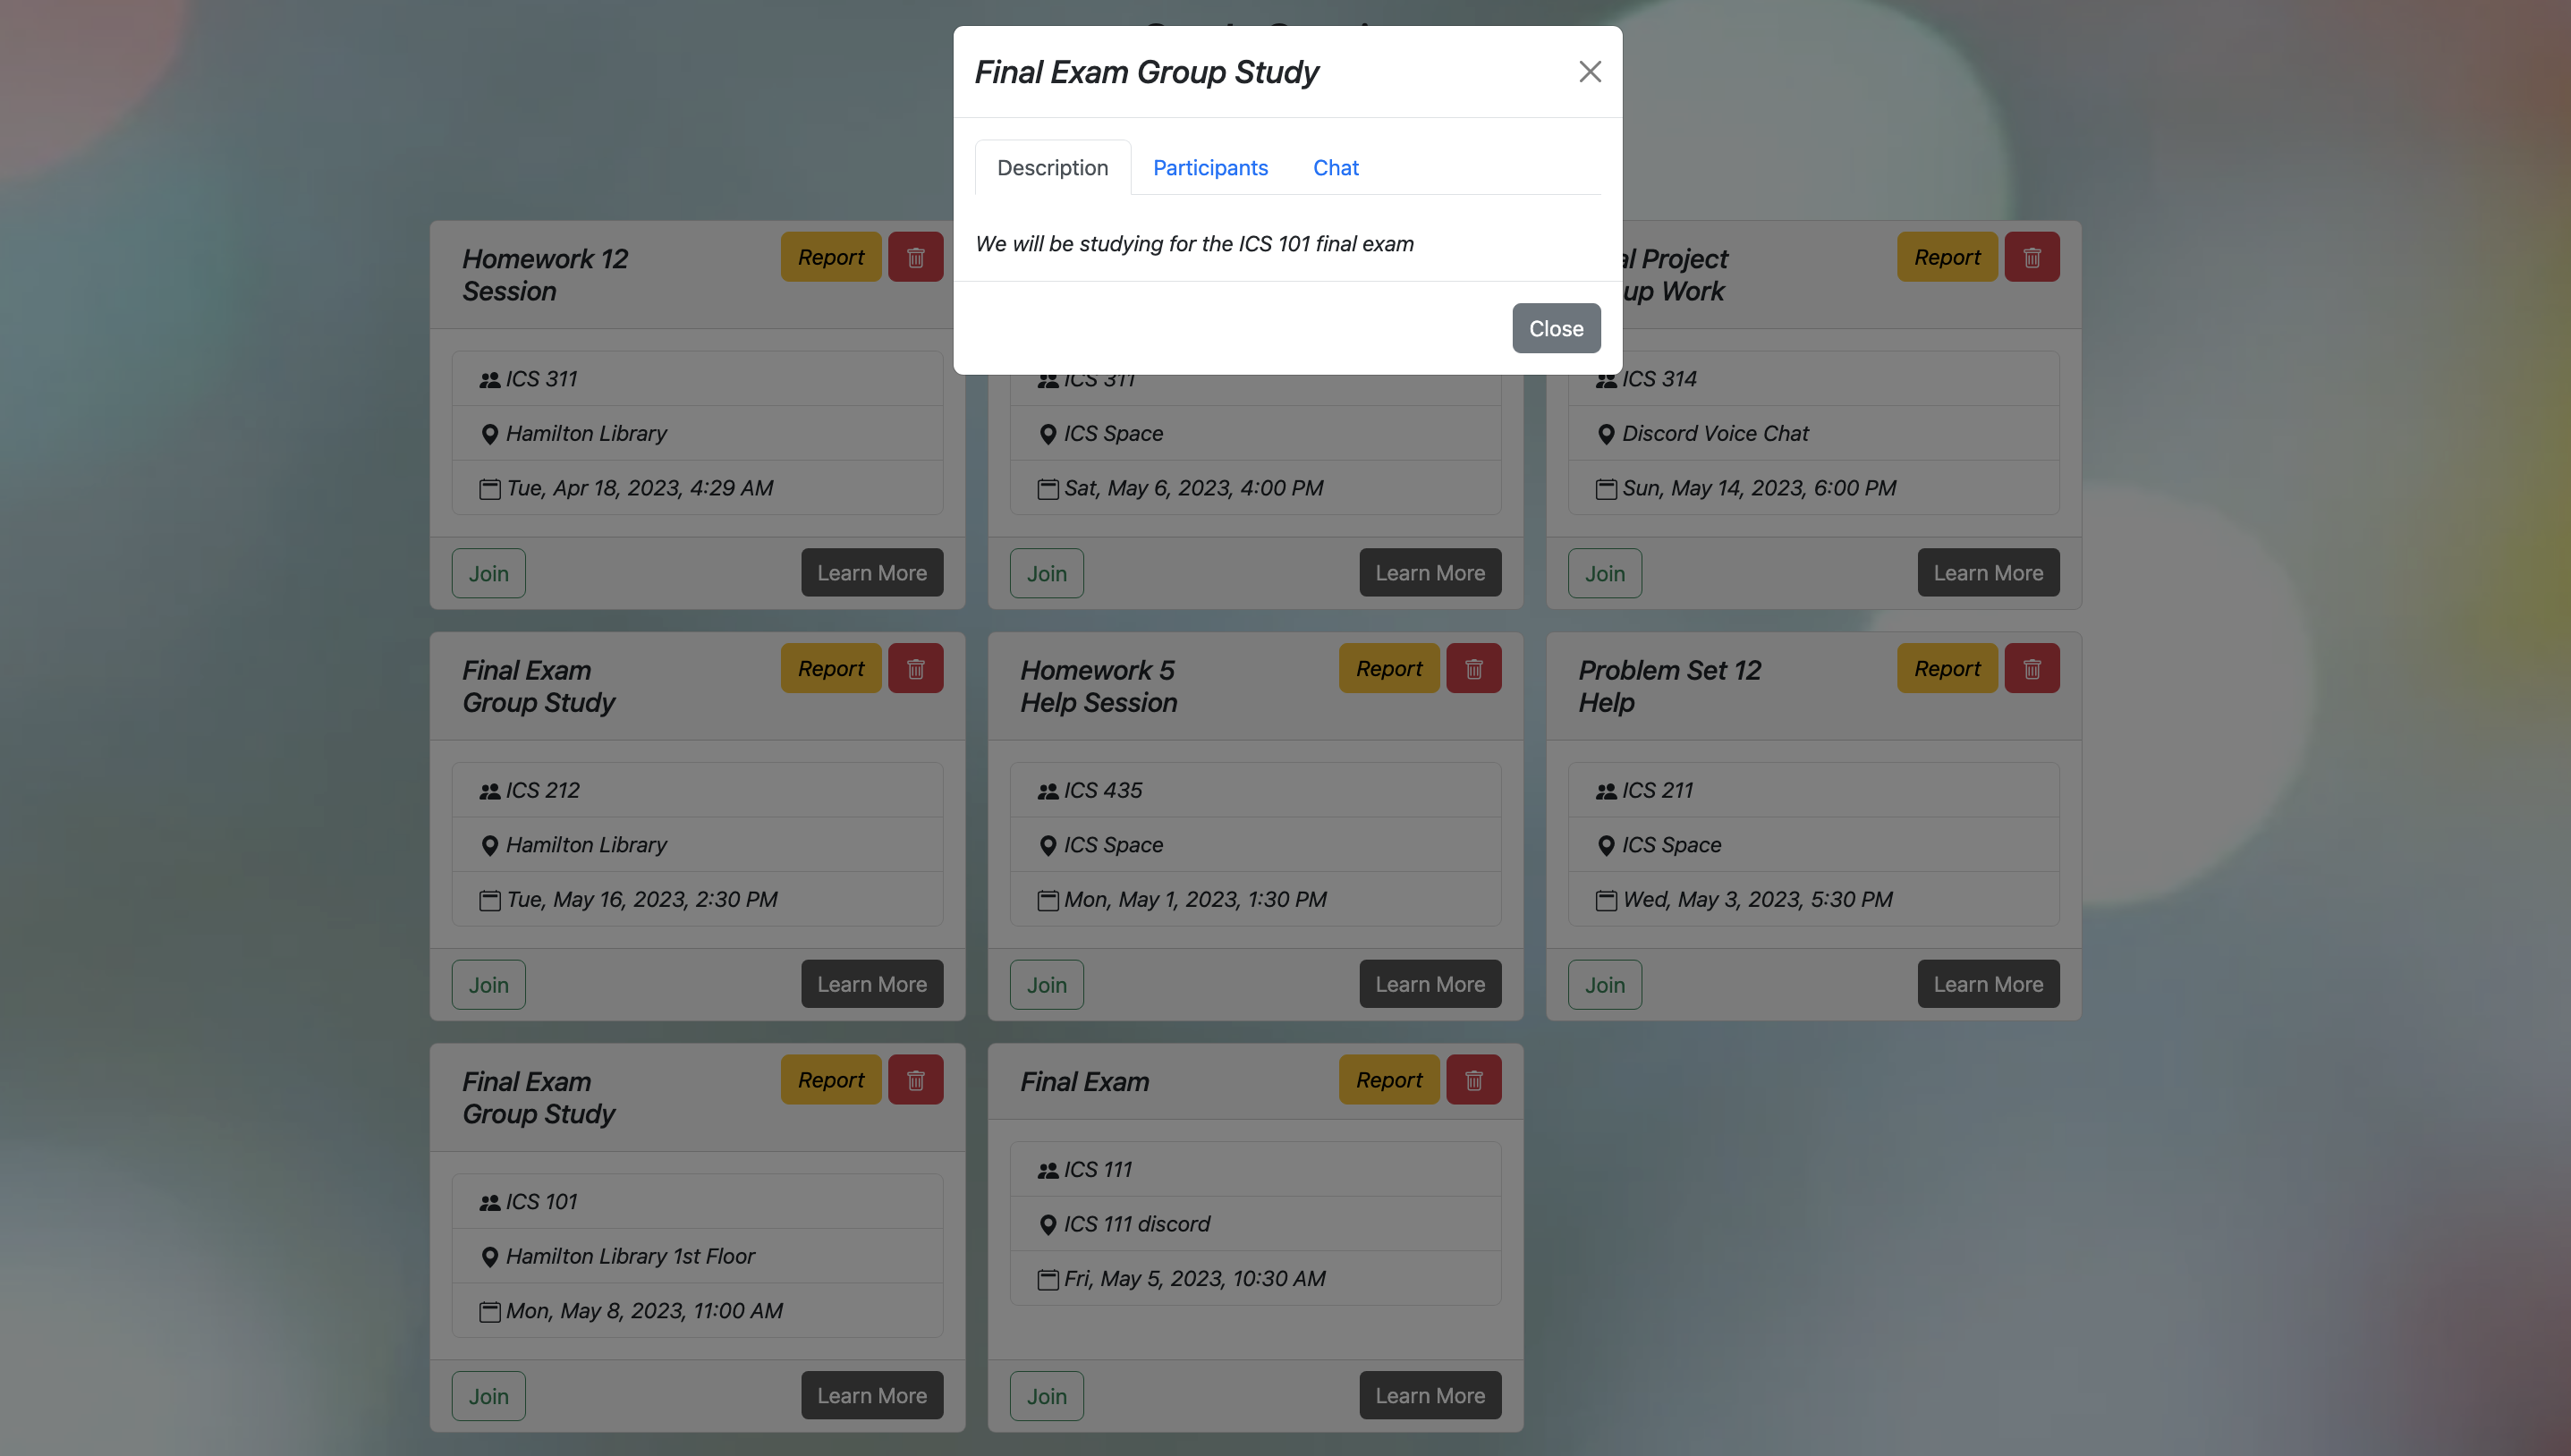 Final Exam Group Study
Description Participants Chat
We will be studying for the ICS 101 final exam
Close
Homework 12
Session
Report
ICS 311
Hamilton Library
Tue, Apr 18, 2023, 4:29 AM
Join Learn More
ICS 311
ICS Space
Sat, May 6, 2023, 4:00 PM
Join Learn More
al Project
up Work
Report
ICS 314
Discord Voice Chat
Sun, May 14, 2023, 6:00 PM
Join Learn More
Final Exam
Group Study
Report
ICS 212
Hamilton Library
Tue, May 16, 2023, 2:30 PM
Join Learn More
Homework 5
Help Session
Report
ICS 435
ICS Space
Mon, May 1, 2023, 1:30 PM
Join Learn More
Problem Set 12
Help
Report
ICS 211
ICS Space
Wed, May 3, 2023, 5:30 PM
Join Learn More
Final Exam
Group Study
Report
ICS 101
Hamilton Library 1st Floor
Mon, May 8, 2023, 11:00 AM
Join Learn More
Final Exam
Report
ICS 111
ICS 111 discord
Fri, May 5, 2023, 10:30 AM
Join Learn More